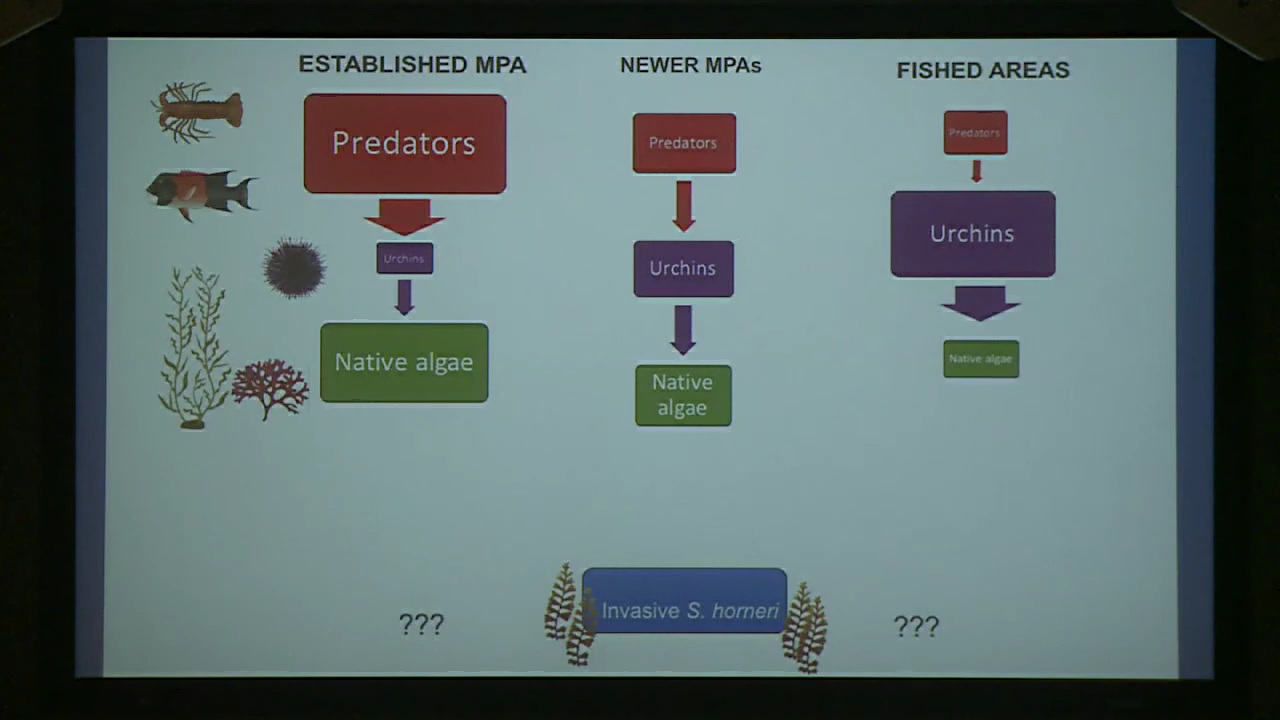 ESTABLISHED MPA
Predators
Urchins
Native algae
NEWER MPAs
Predators
Urchins
Native
algae
FISHED AREAS
Predators
Urchins
Native algae
???
Invasive S. horneri
???